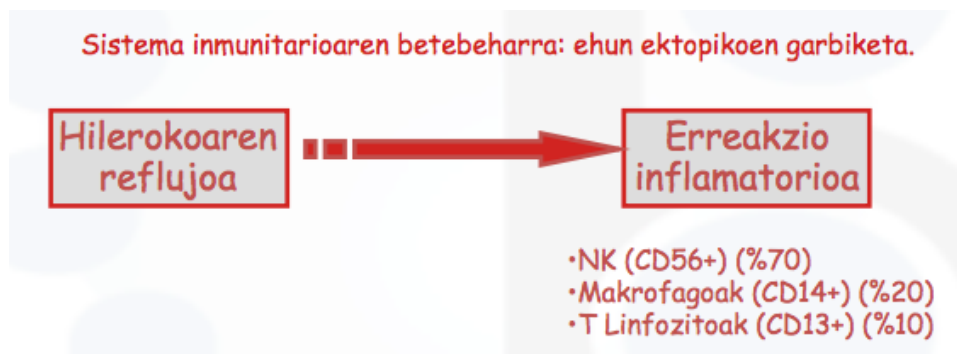 Sistema inmunitarioaren betebeharra: ehun ektopikoen garbiketa.
Hilerokoaren
reflujoa
Erreakzio
inflamatorioa
•NK (CD56+) (%70)
•Makrofagoak (CD14+) (%20)
•T Linfozitoak (CD13+) (%10)